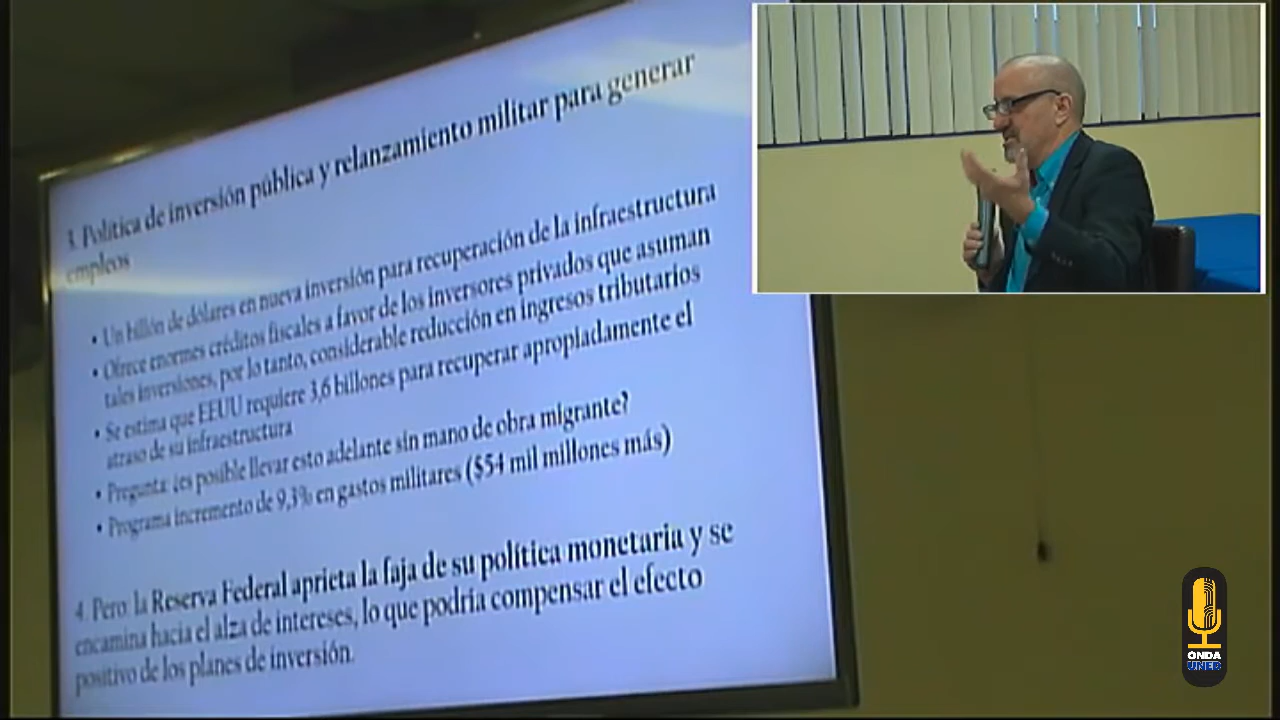 3. Política de inversión pública y relanzamiento militar para generar
empleos
• Un billón de dólares en nueva inversión para recuperación de la infraestructura
• Ofrece enormes créditos fiscales a favor de los inversores privados que asuman
tales inversiones, por lo tanto, considerable reducción en ingresos tributarios
• Se estima que EEUU requiere 3,6 billones para recuperar apropiadamente el
atraso de su infraestructura
• Pregunta: ¿es posible llevar esto adelante sin mano de obra migrante?
• Programa incremento de 9,3% en gastos militares ($54 mil millones más)
4. Pero: la Reserva Federal aprieta la faja de su política monetaria y se
encamina hacia el alza de intereses, lo que podría compensar el efecto
positivo de los planes de inversión.
ONDA
UNED